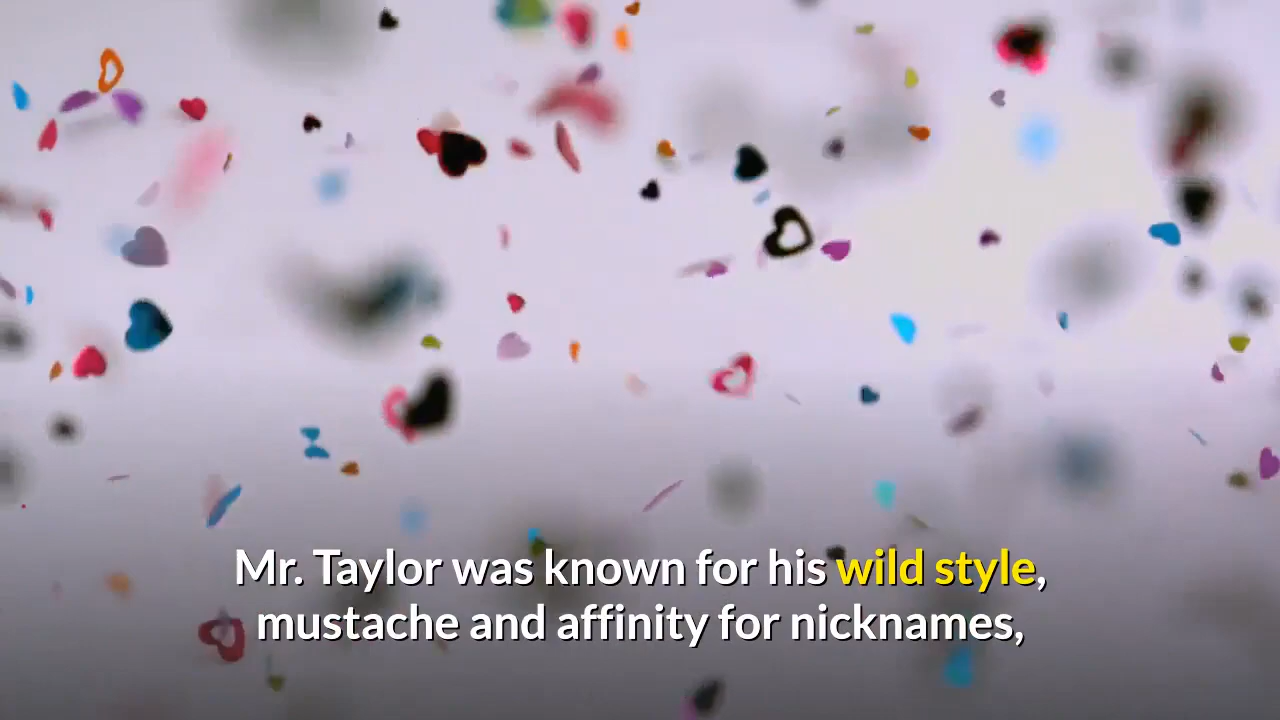 Mr. Taylor was known for his wild style,
mustache and affinity for nicknames,